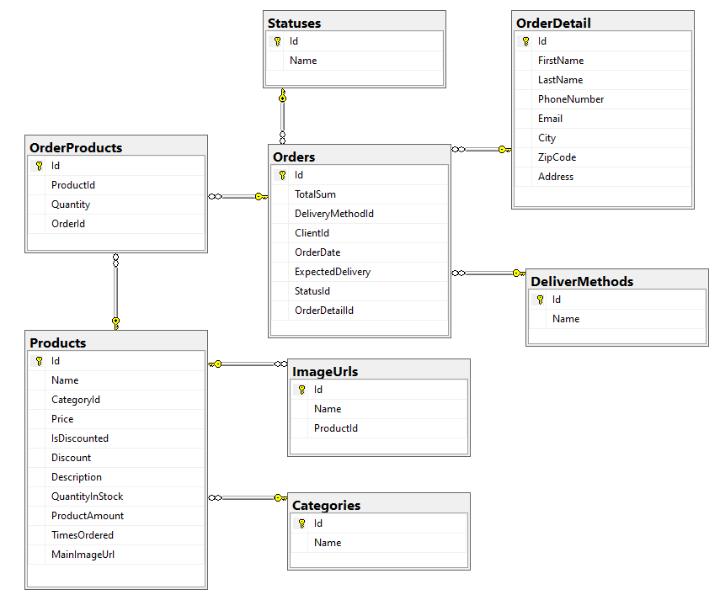 Statuses
Id
Name
OrderDetail
Id
FirstName
LastName
PhoneNumber
Email
City
ZipCode
Address
OrderProducts
Id
ProductId
Quantity
OrderId
Orders
Id
TotalSum
DeliveryMethodId
ClientId
OrderDate
ExpectedDelivery
StatusId
OrderDetailId
DeliverMethods
Id
Name
Products
Id
Name
CategoryId
Price
IsDiscounted
Discount
Description
QuantityInStock
ProductAmount
TimesOrdered
MainImageUrl
ImageUrls
Id
Name
ProductId
Categories
Id
Name